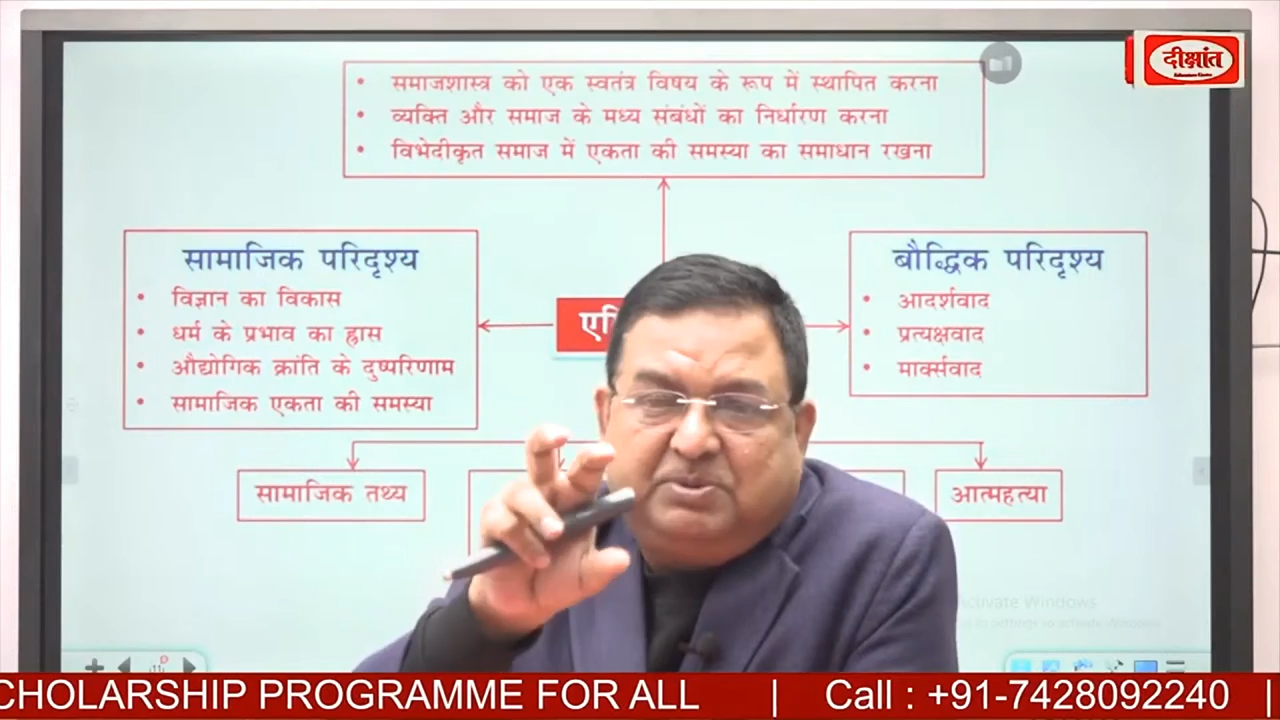 दीक्षांत
• समाजशास्त्र को एक स्वतंत्र विषय के रूप में स्थापित करना
• व्यक्ति और समाज के मध्य संबंधों का निर्धारण करना
• विभेदीकृत समाज में एकता की समस्या का समाधान रखना
सामाजिक परिदृश्य
• विज्ञान का विकास
• धर्म के प्रभाव का ह्रास
• औद्योगिक क्रांति के दुष्परिणाम
• सामाजिक एकता की समस्या
बौद्धिक परिदृश्य
• आदर्शवाद
• प्रत्यक्षवाद
• मार्क्सवाद
सामाजिक तथ्य
आत्महत्या
Activate Windows
CHOLARSHIP PROGRAMME FOR ALL | Call : +91-7428092240 |